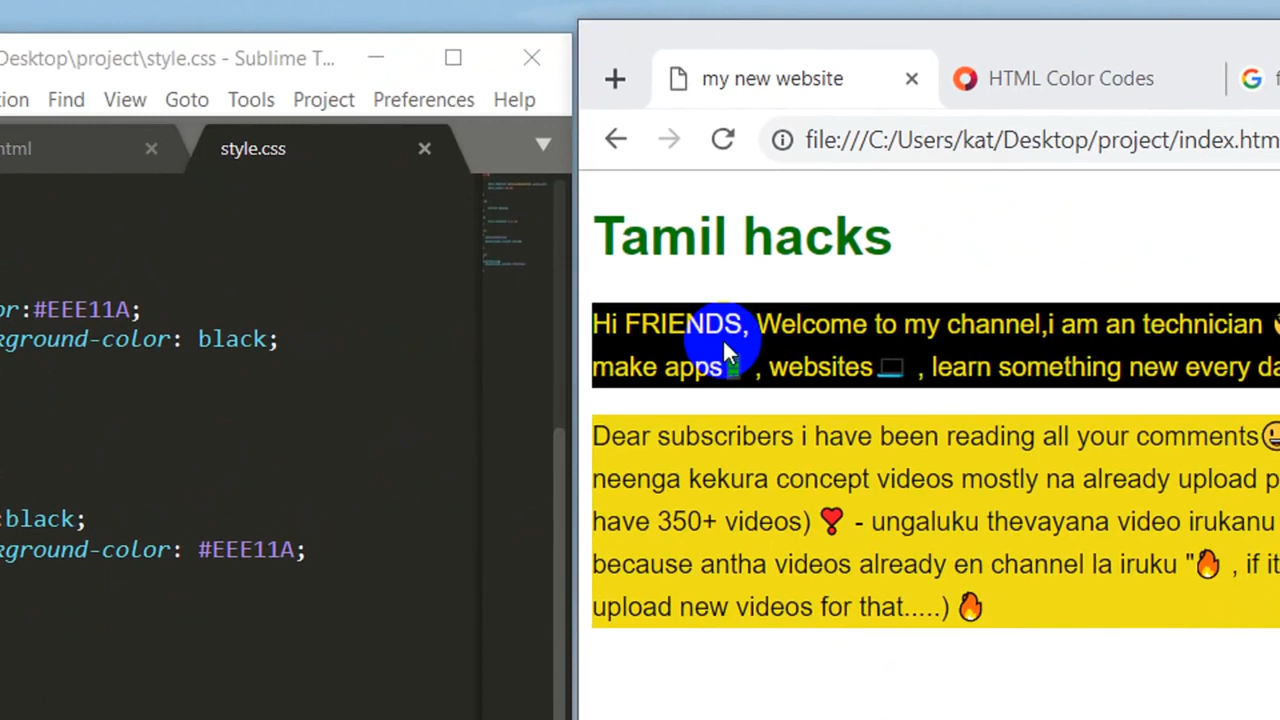 Desktop\project\style.css - Sublime T...
tion Find View Goto Tools Project Preferences Help
html
style.css
or:#EEE11A;
kground-color: black;
:black;
kground-color: #EEE11A;
my new website
HTML Color Codes
file:///C:/Users/kat/Desktop/project/index.htm
Tamil hacks
Hi FRIENDS, Welcome to my channel,i am an technician
make apps📱 , websites💻 , learn something new every da
Dear subscribers i have been reading all your comments😀
neenga kekura concept videos mostly na already upload p
have 350+ videos) ❣ - ungaluku thevayana video irukanu
because antha videos already en channel la iruku "🔥 , if it
upload new videos for that.....) 🔥